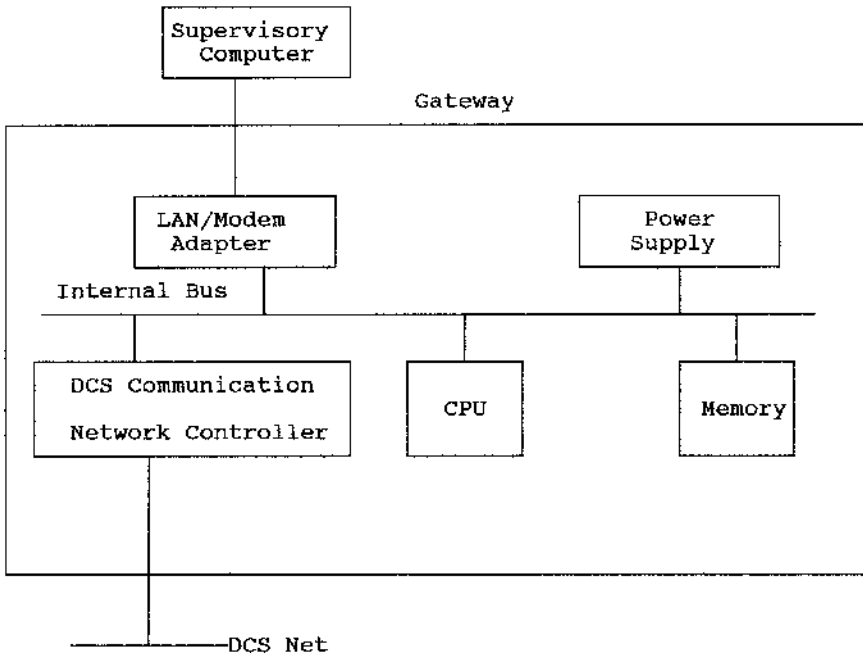 Supervisory
Computer
Gateway
LAN/Modem
Adapter
Power
Supply
Internal Bus
DCS Communication
Network Controller
CPU
Memory
DCS Net